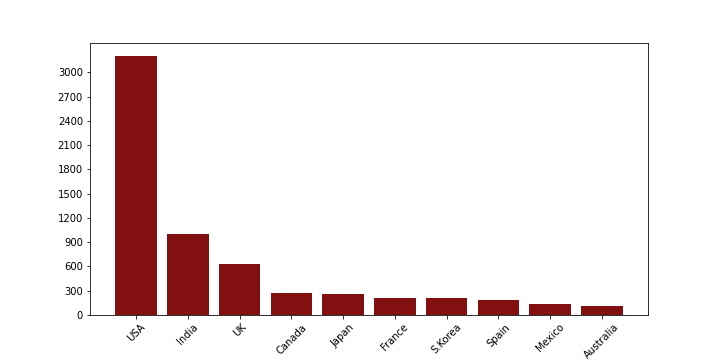 3000
2700
2400
2100
1800
1500
1200
900
600
300
0
USA
India
UK
Canada
Japan
France
S.Korea
Spain
Mexico
Australia